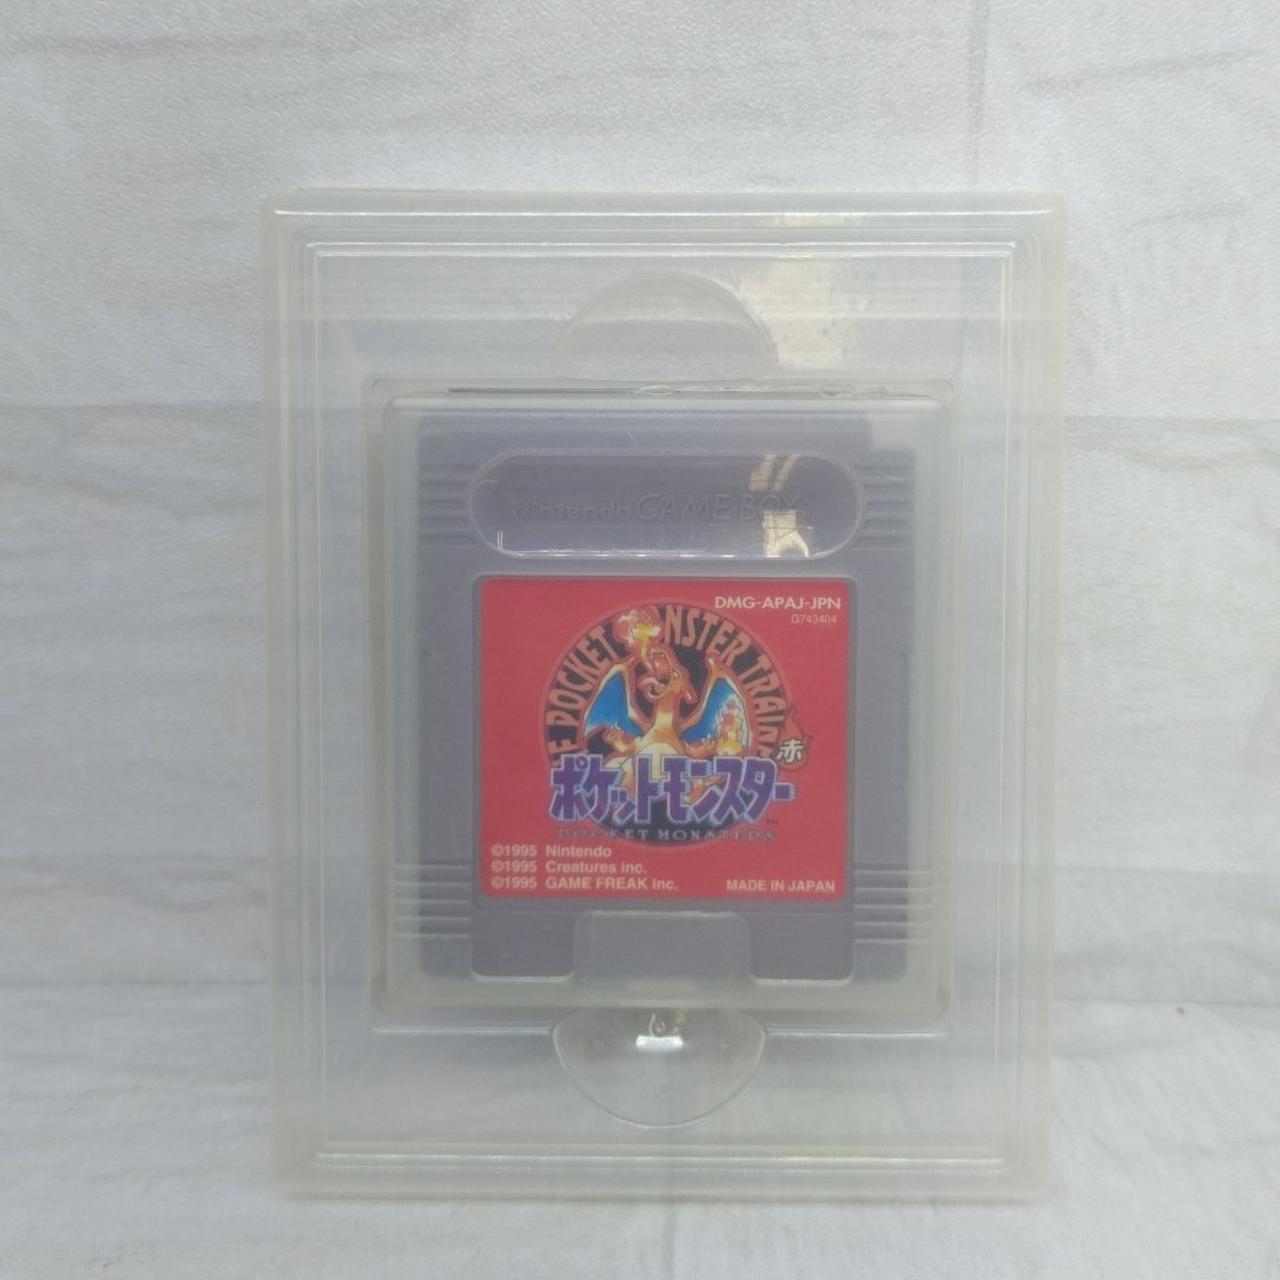 Nintendo GAME BOY
DMG-APAJ-JPN
G743404
POCKET MONSTER TRAIN
赤
ポケットモンスター
POCKET MONSTERS
©1995 Nintendo
©1995 Creatures inc.
©1995 GAME FREAK inc.
MADE IN JAPAN